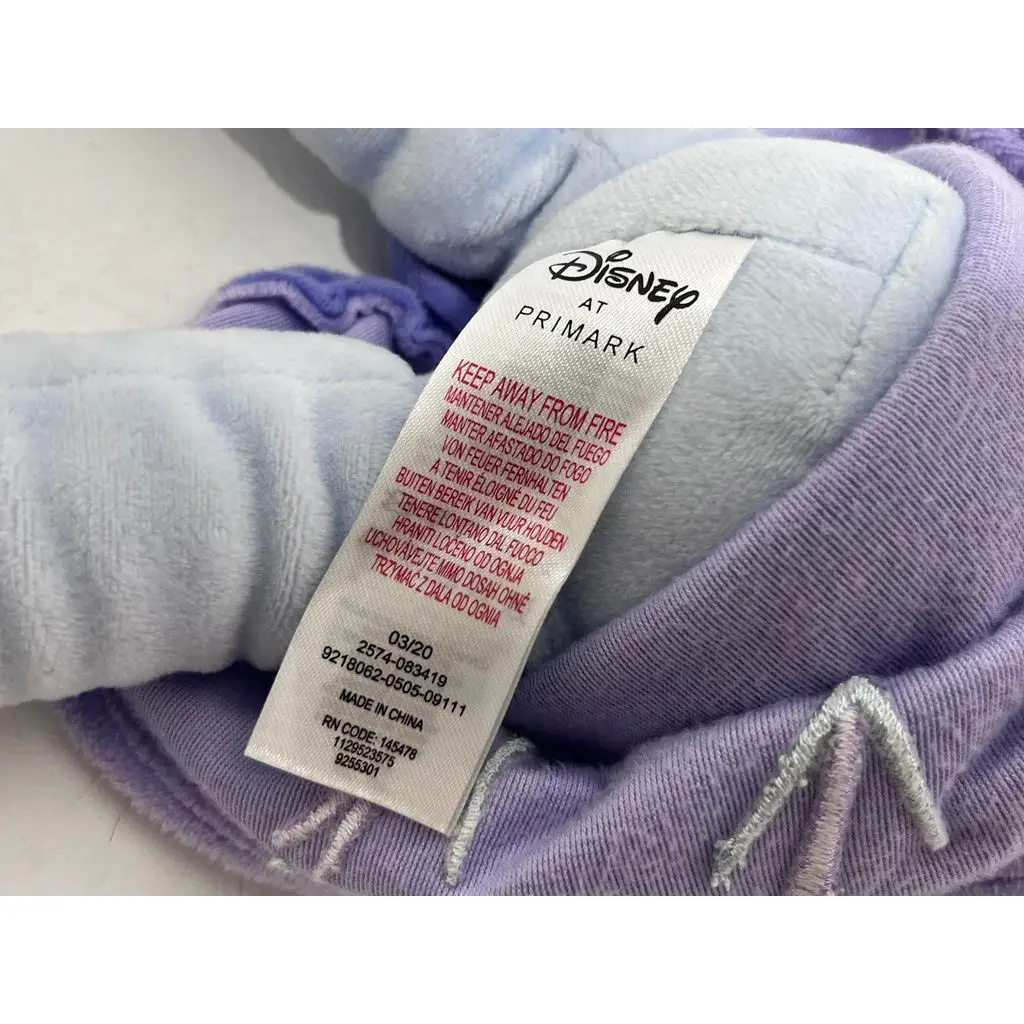 Disney
AT
PRIMARK
KEEP AWAY FROM FIRE
MANTENER ALEJADO DEL FUEGO
MANTER AFASTADO DO FOGO
VON FEUER FERNHALTEN
A TENIR ÉLOIGNÉ DU FEU
BUITEN BEREIK VAN VUUR HOUDEN
TENERE LONTANO DAL FUOCO
HRANITI LOČENO OD OGNJA
UCHOVÁVEJTE MIMO DOSAH OHNĚ
TRZYMAĆ Z DALA OD OGNIA
03/20
2574-083419
9218062-0505-09111
MADE IN CHINA
RN CODE: 145478
1129523575
9255301